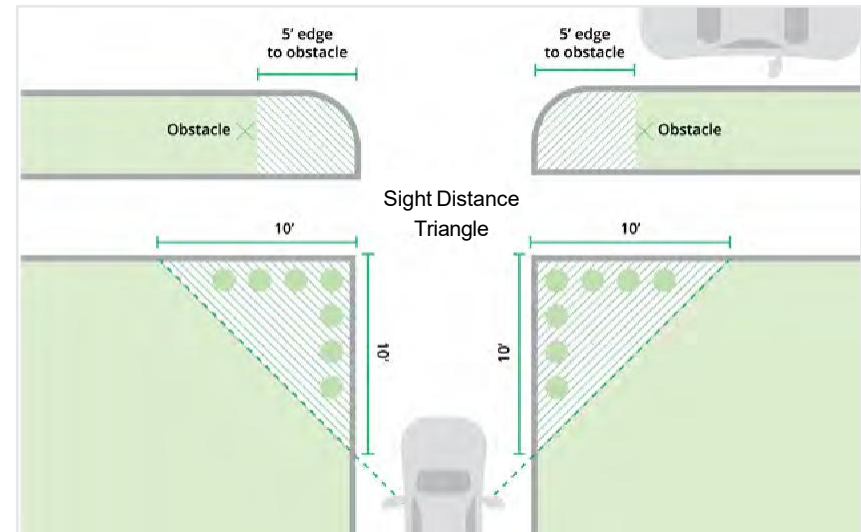 5' edge
to obstacle
5' edge
to obstacle
Obstacle
Obstacle
Sight Distance
Triangle
10'
10'
10'
10'